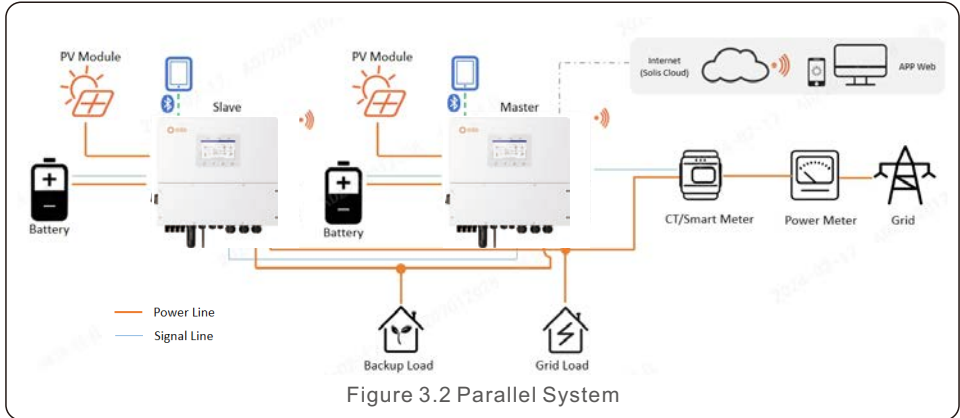 PV Module
PV Module
Internet
(Solis Cloud)
APP Web
Slave
Master
Battery
Battery
CT/Smart Meter
Power Meter
Grid
Power Line
Signal Line
Backup Load
Grid Load
Figure 3.2 Parallel System